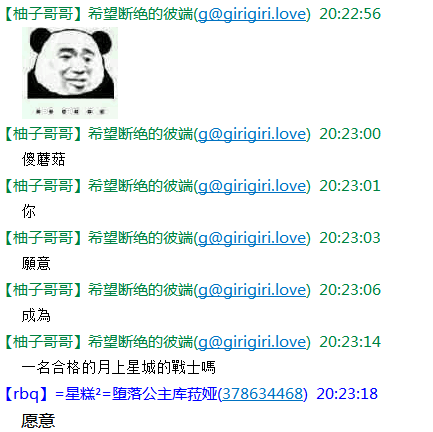 【柚子哥哥】希望断绝的彼端(g@girigiri.love) 20:22:56
【柚子哥哥】希望断绝的彼端(g@girigiri.love) 20:23:00
傻蘑菇
【柚子哥哥】希望断绝的彼端(g@girigiri.love) 20:23:01
你
【柚子哥哥】希望断绝的彼端(g@girigiri.love) 20:23:03
願意
【柚子哥哥】希望断绝的彼端(g@girigiri.love) 20:23:06
成為
【柚子哥哥】希望断绝的彼端(g@girigiri.love) 20:23:14
一名合格的月上星城的戰士嗎
【rbq】=星糕²=堕落公主库菈娅(378634468) 20:23:18
愿意